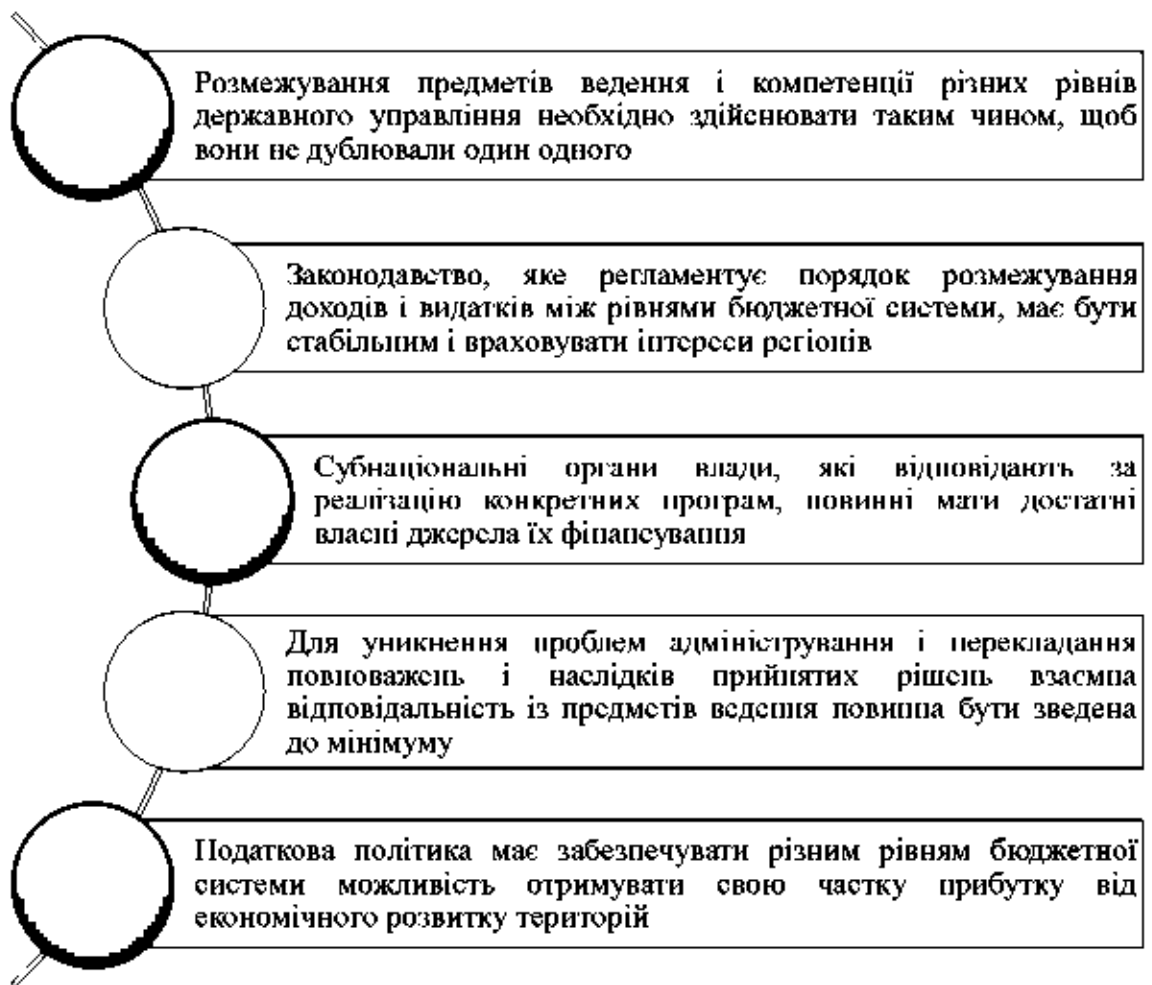 Розмежування предметів ведення і компетенції різних рівнів
державного управління необхідно здійснювати таким чином, щоб
вони не дублювали один одного
Законодавство, яке регламентує порядок розмежування
доходів і видатків між рівнями бюджетної системи, має бути
стабільним і враховувати інтереси регіонів
Субнаціональні органи влади, які відповідають за
реалізацію конкретних програм, повинні мати достатні
власні джерела їх фінансування
Для уникнення проблем адміністрування і перекладання
повноважень і наслідків прийнятих рішень взаємна
відповідальність із предметів ведення повинна бути зведена
до мінімуму
Податкова політика має забезпечувати різним рівням бюджетної
системи можливість отримувати свою частку прибутку від
економічного розвитку територій